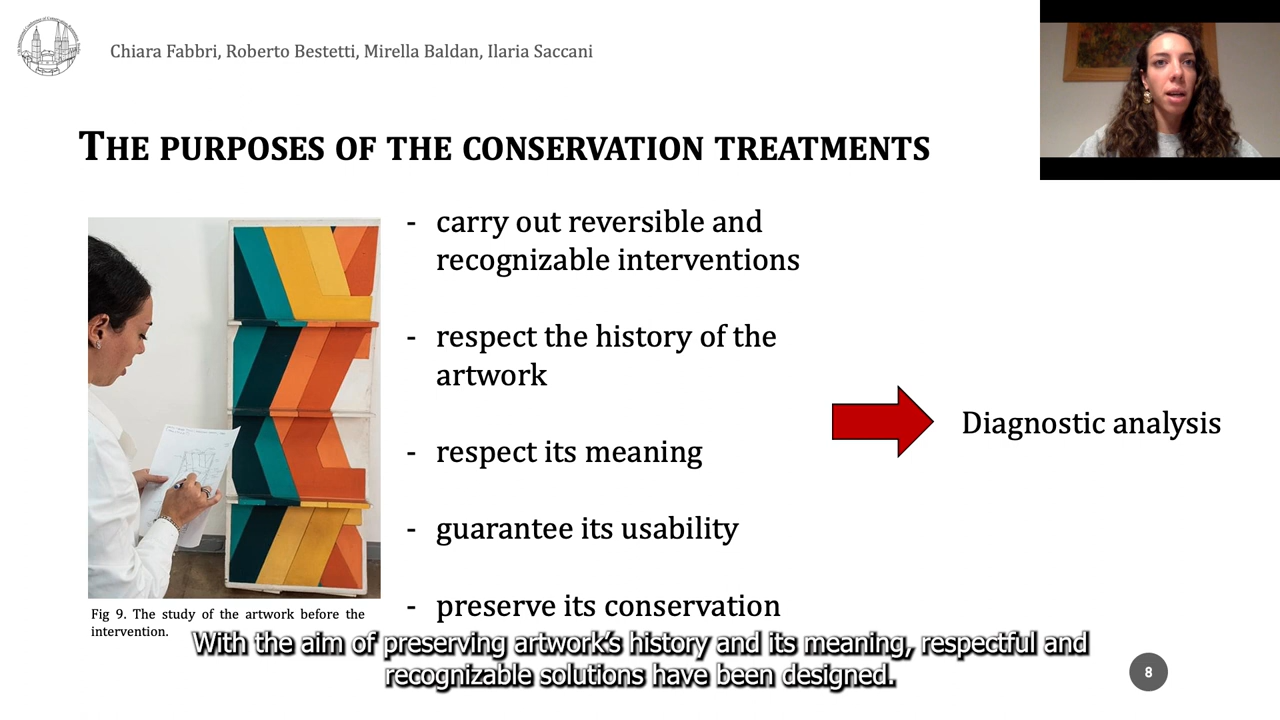 Chiara Fabbri, Roberto Bestetti, Mirella Baldan, Ilaria Saccani
THE PURPOSES OF THE CONSERVATION TREATMENTS
- carry out reversible and
recognizable interventions
- respect the history of the
artwork
- respect its meaning
- guarantee its usability
- preserve its conservation
Diagnostic analysis
Fig 9. The study of the artwork before the
intervention.
With the aim of preserving artwork's history and its meaning, respectful and
recognizable solutions have been designed.
8